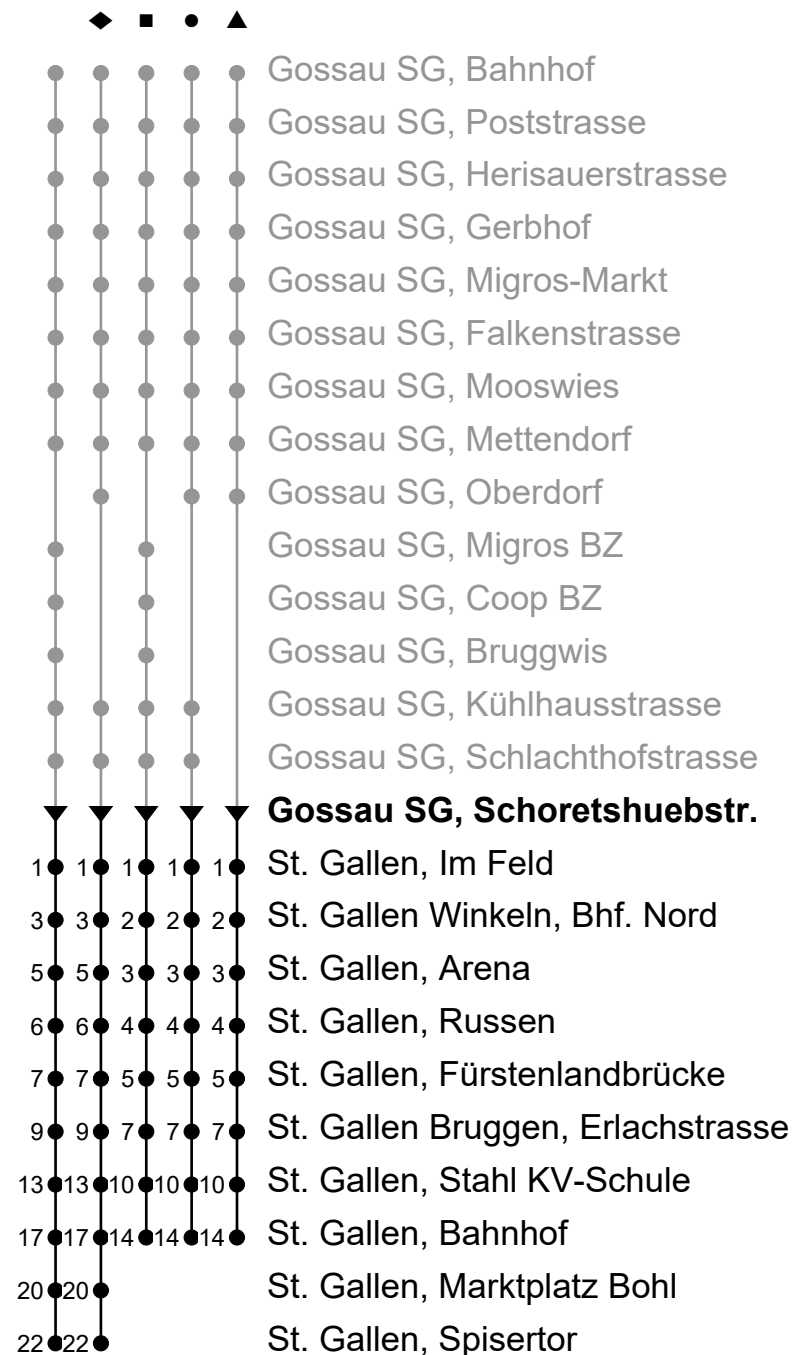 Gossau SG, Bahnhof
Gossau SG, Poststrasse
Gossau SG, Herisauerstrasse
Gossau SG, Gerbhof
Gossau SG, Migros-Markt
Gossau SG, Falkenstrasse
Gossau SG, Mooswies
Gossau SG, Mettendorf
Gossau SG, Oberdorf
Gossau SG, Migros BZ
Gossau SG, Coop BZ
Gossau SG, Bruggwis
Gossau SG, Kühlhausstrasse
Gossau SG, Schlachthofstrasse
Gossau SG, Schoretshuebstr.
1 1 1 1 1 St. Gallen, Im Feld
3 3 2 2 2 St. Gallen Winkeln, Bhf. Nord
5 5 3 3 3 St. Gallen, Arena
6 6 4 4 4 St. Gallen, Russen
7 7 5 5 5 St. Gallen, Fürstenlandbrücke
9 9 7 7 7 St. Gallen Bruggen, Erlachstrasse
13 13 10 10 10 St. Gallen, Stahl KV-Schule
17 17 14 14 14 St. Gallen, Bahnhof
20 20 St. Gallen, Marktplatz Bohl
22 22 St. Gallen, Spisertor